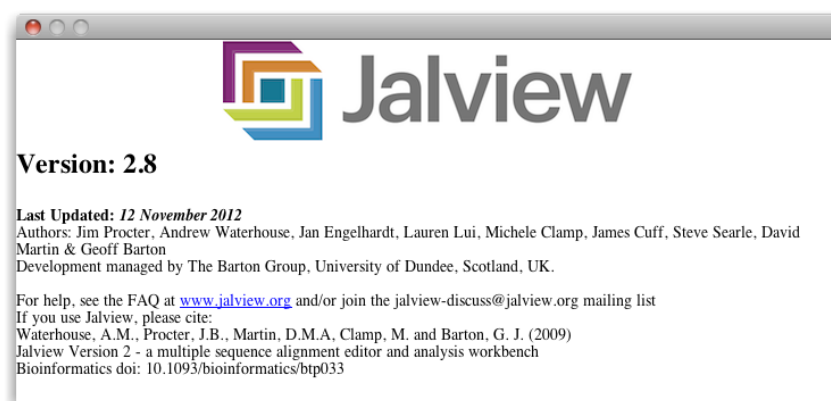 Jalview
Version: 2.8
Last Updated: 12 November 2012
Authors: Jim Procter, Andrew Waterhouse, Jan Engelhardt, Lauren Lui, Michele Clamp, James Cuff, Steve Searle, David
Martin & Geoff Barton
Development managed by The Barton Group, University of Dundee, Scotland, UK.
For help, see the FAQ at www.jalview.org and/or join the jalview-discuss@jalview.org mailing list
If you use Jalview, please cite:
Waterhouse, A.M., Procter, J.B., Martin, D.M.A, Clamp, M. and Barton, G. J. (2009)
Jalview Version 2 - a multiple sequence alignment editor and analysis workbench
Bioinformatics doi: 10.1093/bioinformatics/btp033